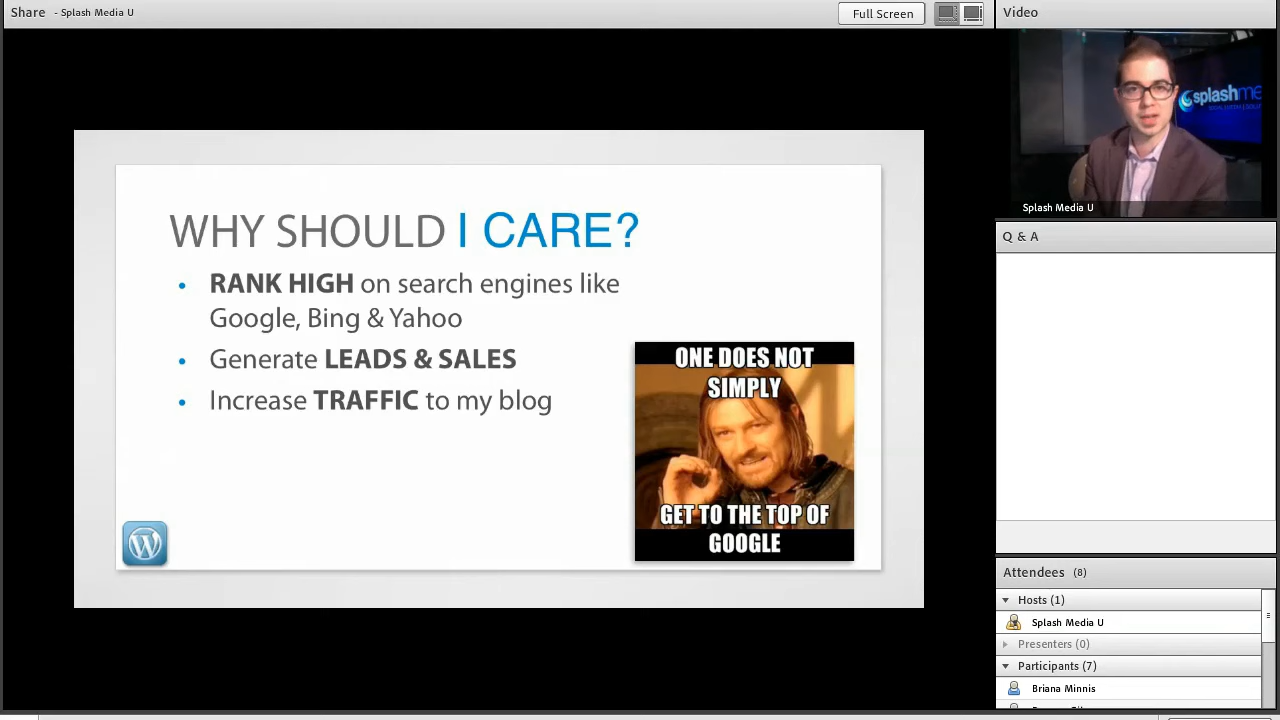 Share - Splash Media U
Full Screen
Video
splashme
Splash Media U
WHY SHOULD I CARE?
• RANK HIGH on search engines like
Google, Bing & Yahoo
• Generate LEADS & SALES
• Increase TRAFFIC to my blog
ONE DOES NOT
SIMPLY
GET TO THE TOP OF
GOOGLE
W
Q & A
Attendees (8)
Hosts (1)
Splash Media U
Presenters (0)
Participants (7)
Briana Minnis